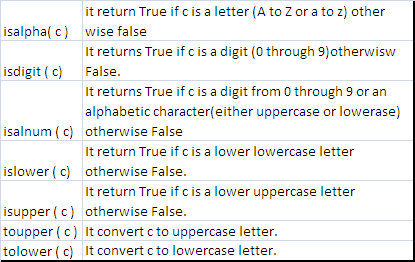 it return True if c is a letter (A to Z or a to z) other
isalpha( c ) wise false
It returns True if c is a digit (0 through 9)otherwisw
isdigit ( c) False.
It returns True if c is a digit from 0 through 9 or an
alphabetic character(either uppercase or lowerase)
isalnum ( c) otherwise False
It return True if c is a lower lowercase letter
islower ( c) otherwise False.
It return True if c is a lower uppercase letter
isupper ( c ) otherwise False.
toupper ( c ) It convert c to uppercase letter.
tolower ( c) It convert c to lowercase letter.